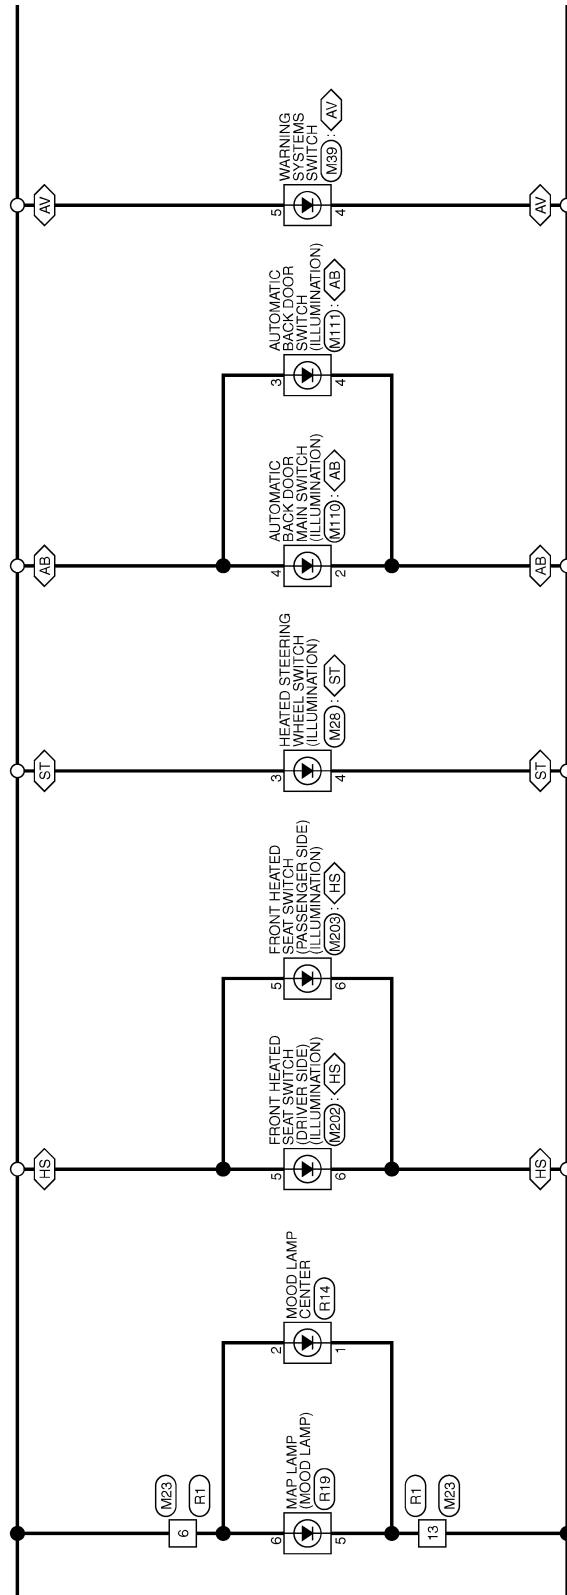 AV
5
4
WARNING
SYSTEMS
SWITCH
M39 : AV
AV
AB
3
4
AUTOMATIC
BACK DOOR
SWITCH
(ILLUMINATION)
M111 : AB
4
2
AUTOMATIC
BACK DOOR
MAIN SWITCH
(ILLUMINATION)
M110 : AB
AB
ST
3
4
HEATED STEERING
WHEEL SWITCH
(ILLUMINATION)
M28 : ST
ST
HS
5
6
FRONT HEATED
SEAT SWITCH
(PASSENGER SIDE)
(ILLUMINATION)
M203 : HS
5
6
FRONT HEATED
SEAT SWITCH
(DRIVER SIDE)
(ILLUMINATION)
M202 : HS
HS
2
1
MOOD LAMP
CENTER
R14
M23
R1
6
6
5
MAP LAMP
(MOOD LAMP)
R19
13
R1
M23